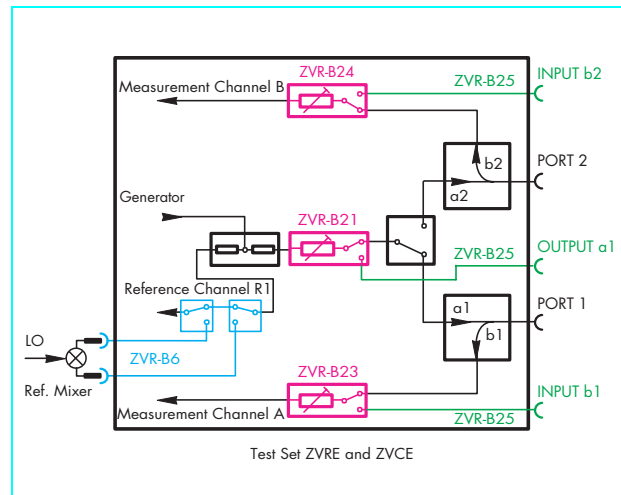 ZVR-B24
INPUT b2
Measurement Channel B
ZVR-B25
b2
PORT 2
a2
Generator
ZVR-B21
OUTPUT a1
ZVR-B25
Reference Channel R1
a1
PORT 1
b1
LO
ZVR-B6
ZVR-B23
Ref. Mixer
INPUT b1
Measurement Channel A
ZVR-B25
Test Set ZVRE and ZVCE